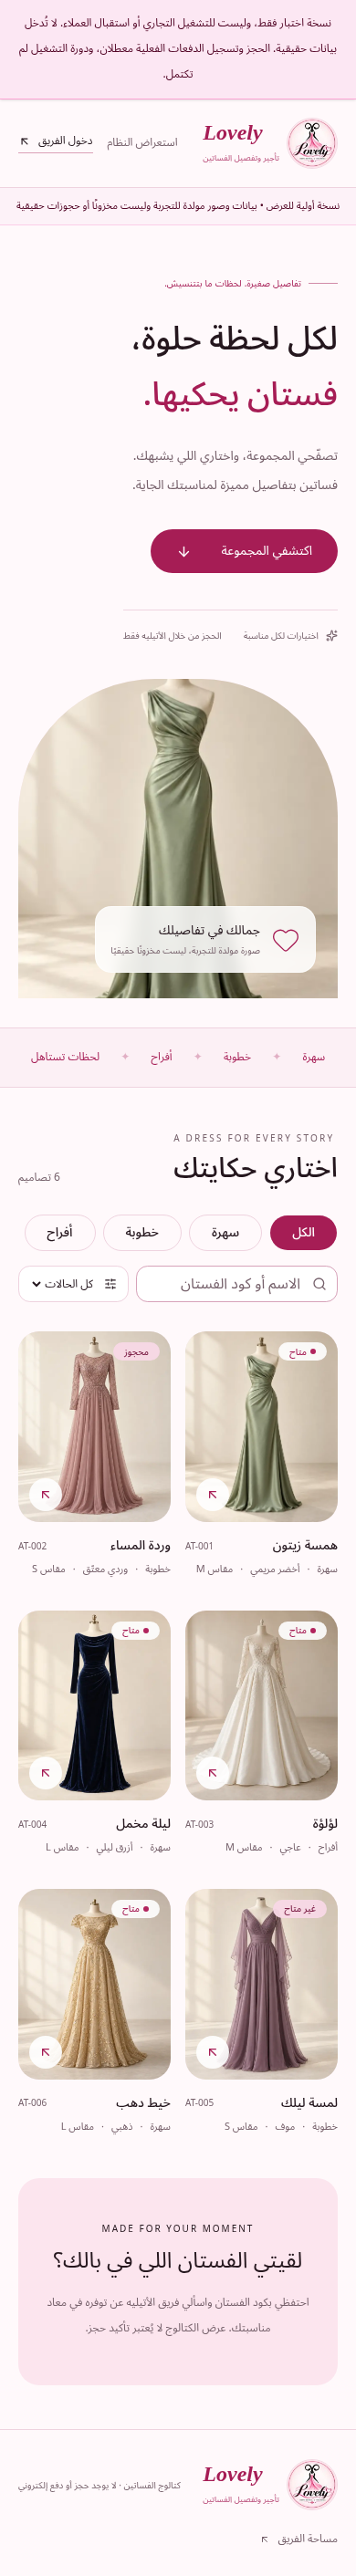 نسخة اختبار فقط، وليست للتشغيل التجاري أو استقبال العملاء. لا تُدخل
بيانات حقيقية. الحجز وتسجيل الدفعات الفعلية معطلان، ودورة التشغيل لم
تكتمل.
Lovely
تأجير وتفصيل الفساتين
استعراض النظام
دخول الفريق
نسخة أولية للعرض • بيانات وصور مولدة للتجربة وليست مخزونًا أو حجوزات حقيقية
تفاصيل صغيرة. لحظات ما بتتنسيش.
لكل لحظة حلوة،
فستان يحكيها.
تصفّحي المجموعة، واختاري اللي يشبهك.
فساتين بتفاصيل مميزة لمناسبتك الجاية.
اكتشفي المجموعة
اختيارات لكل مناسبة
الحجز من خلال الأتيليه فقط
جمالك في تفاصيلك
صورة مولدة للتجربة، ليست مخزونًا حقيقيًا
سهرة
خطوبة
أفراح
لحظات تستاهل
A DRESS FOR EVERY STORY
اختاري حكايتك
6 تصاميم
الكل
سهرة
خطوبة
أفراح
الاسم أو كود الفستان
كل الحالات
متاح
محجوز
همسة زيتون
AT-001
سهرة · أخضر مريمي · مقاس M
وردة المساء
AT-002
خطوبة · وردي معتّق · مقاس S
متاح
متاح
لؤلؤة
AT-003
أفراح · عاجي · مقاس M
ليلة مخمل
AT-004
سهرة · أزرق ليلي · مقاس L
غير متاح
متاح
لمسة ليلك
AT-005
خطوبة · موف · مقاس S
خيط دهب
AT-006
سهرة · ذهبي · مقاس L
MADE FOR YOUR MOMENT
لقيتي الفستان اللي في بالك؟
احتفظي بكود الفستان واسألي فريق الأتيليه عن توفره في معاد
مناسبتك. عرض الكتالوج لا يُعتبر تأكيد حجز.
Lovely
تأجير وتفصيل الفساتين
كتالوج الفساتين · لا يوجد حجز أو دفع إلكتروني
مساحة الفريق